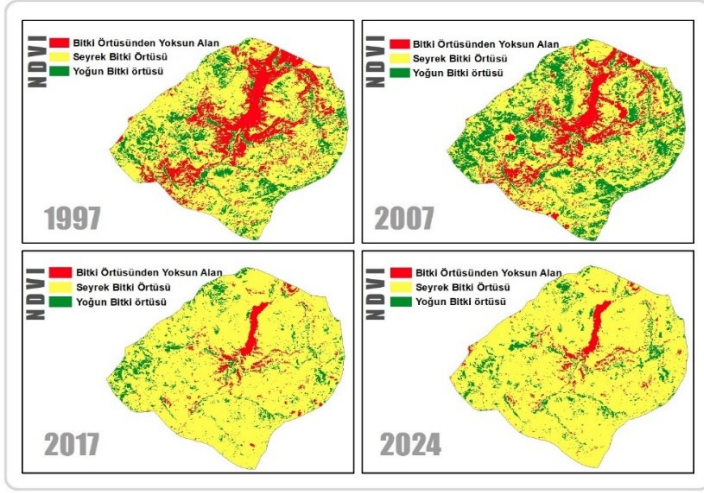 NDVI
Bitki Örtüsünden Yoksun Alan
Seyrek Bitki Örtüsü
Yoğun Bitki örtüsü
1997
NDVI
Bitki Örtüsünden Yoksun Alan
Seyrek Bitki Örtüsü
Yoğun Bitki örtüsü
2007
NDVI
Bitki Örtüsünden Yoksun Alan
Seyrek Bitki Örtüsü
Yoğun Bitki örtüsü
2017
NDVI
Bitki Örtüsünden Yoksun Alan
Seyrek Bitki Örtüsü
Yoğun Bitki örtüsü
2024